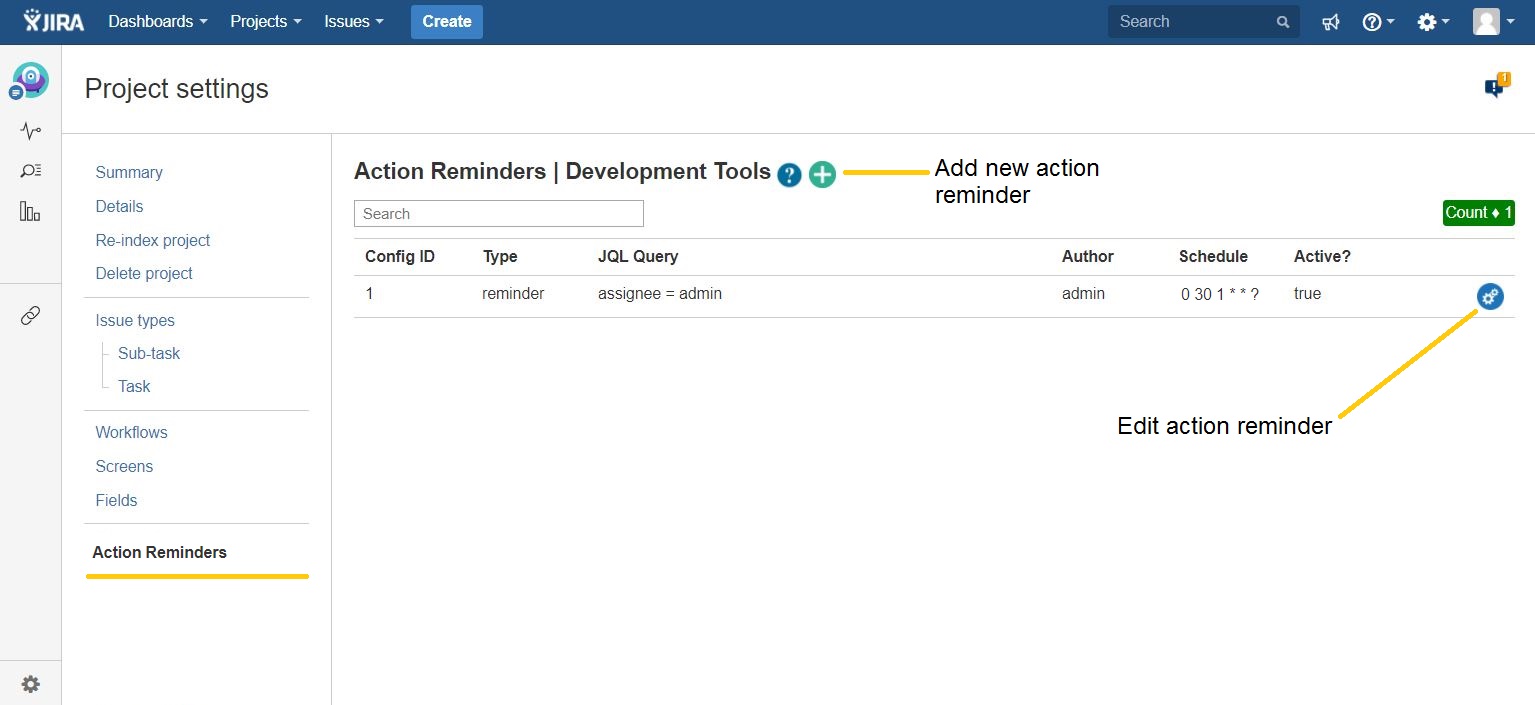 JIRA Dashboards Projects Issues Create Search
Project settings
1
Summary
Details
Re-index project
Delete project
Issue types
Sub-task
Task
Workflows
Screens
Fields
Action Reminders
Action Reminders | Development Tools ? +
Add new action
reminder
Search
Count ♦ 1
Config ID Type JQL Query Author Schedule Active?
1 reminder assignee = admin admin 0 30 1 * * ? true
Edit action reminder